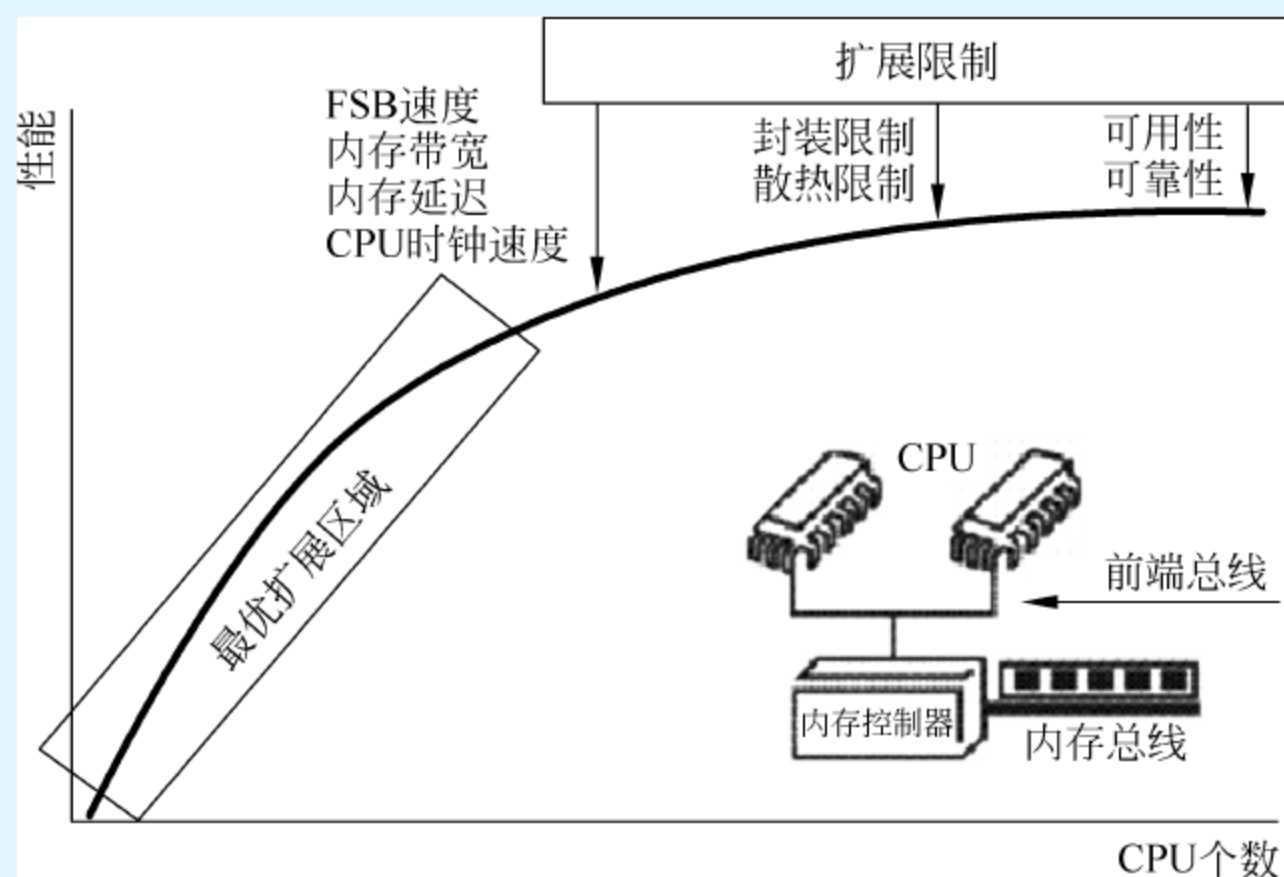 扩展限制
性能
FSB速度
内存带宽
内存延迟
CPU时钟速度
封装限制
散热限制
可用性
可靠性
最优扩展区域
CPU
前端总线
内存控制器
内存总线
CPU个数